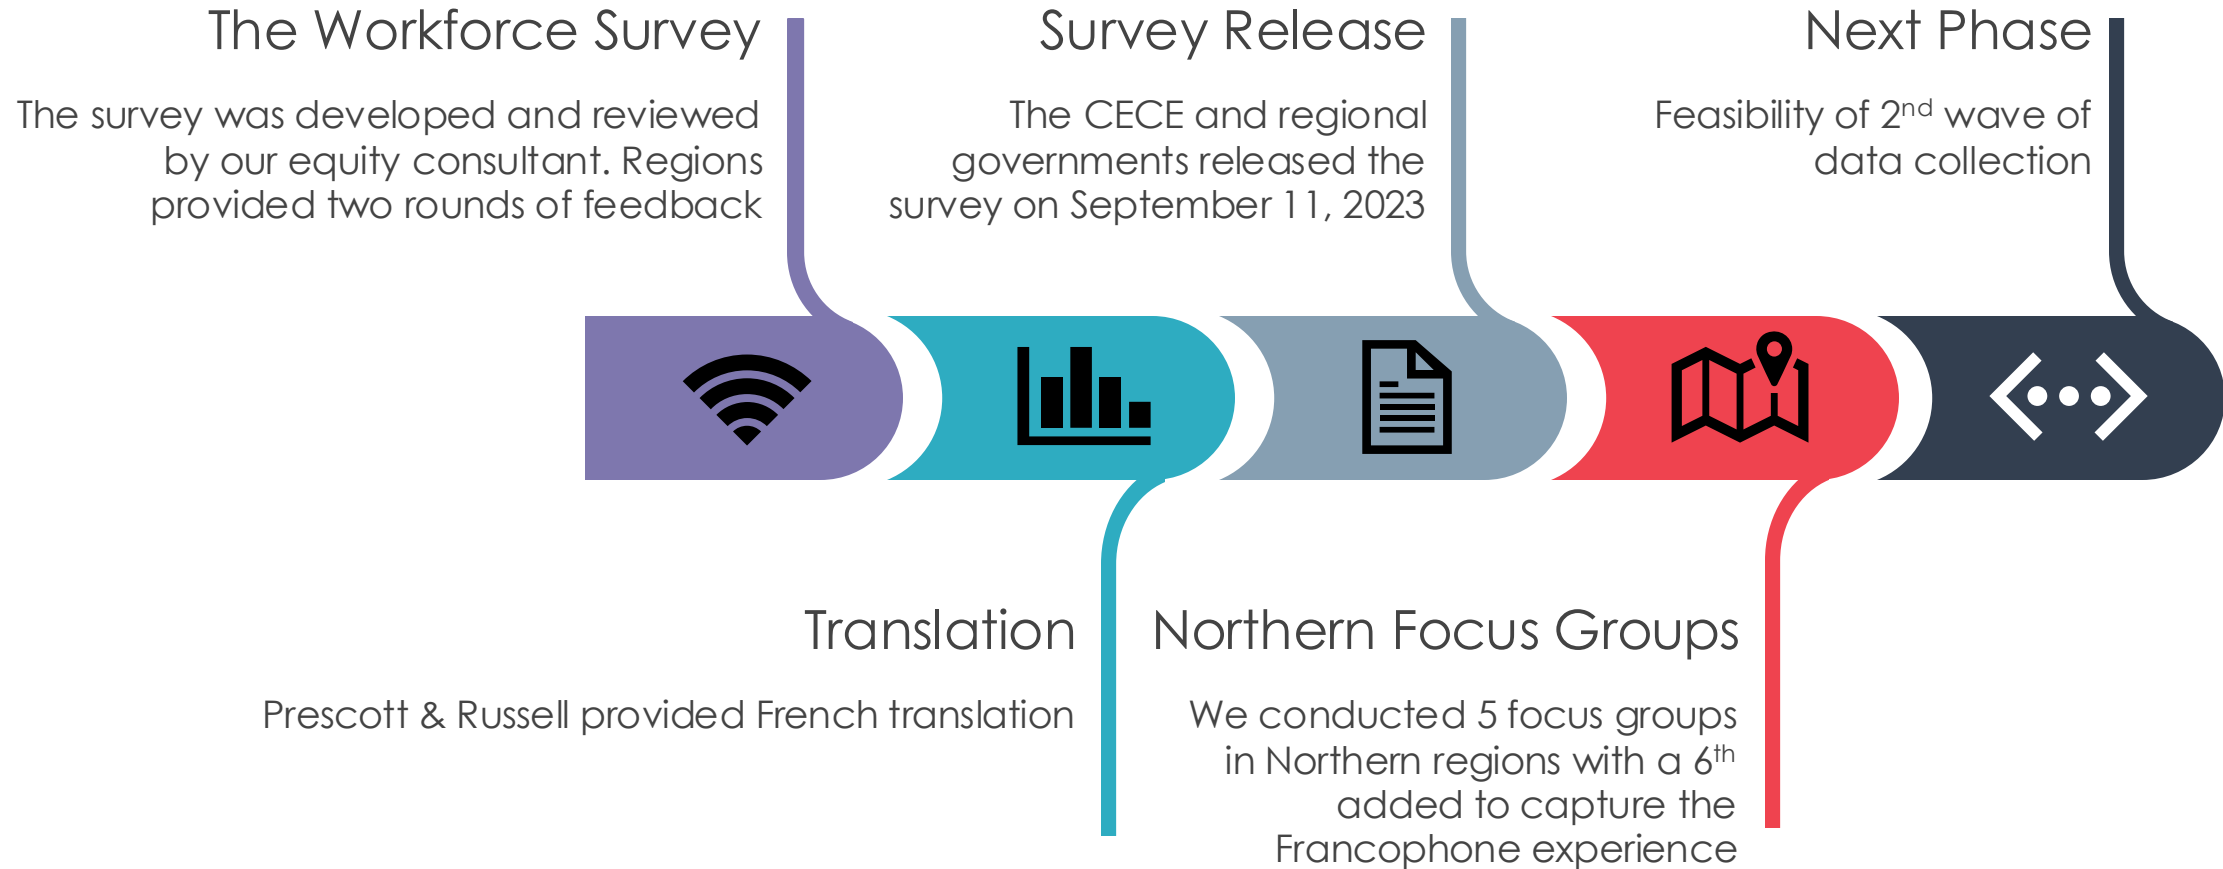 The Workforce Survey
The survey was developed and reviewed
by our equity consultant. Regions
provided two rounds of feedback
Survey Release
The CECE and regional
governments released the
survey on September 11, 2023
Next Phase
Feasibility of 2nd wave of
data collection
Translation
Prescott & Russell provided French translation
Northern Focus Groups
We conducted 5 focus groups
in Northern regions with a 6th
added to capture the
Francophone experience